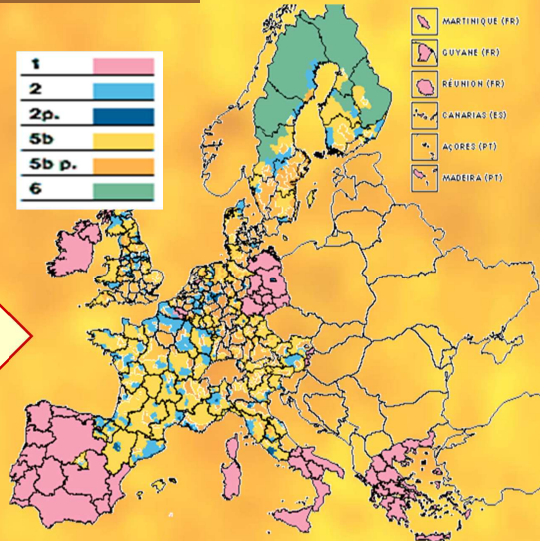 1
2
2p.
5b
5b p.
6
MARTINIQUE (FR)
GUYANE (FR)
RÉUNION (FR)
CANARIAS (ES)
AÇORES (PT)
MADEIRA (PT)